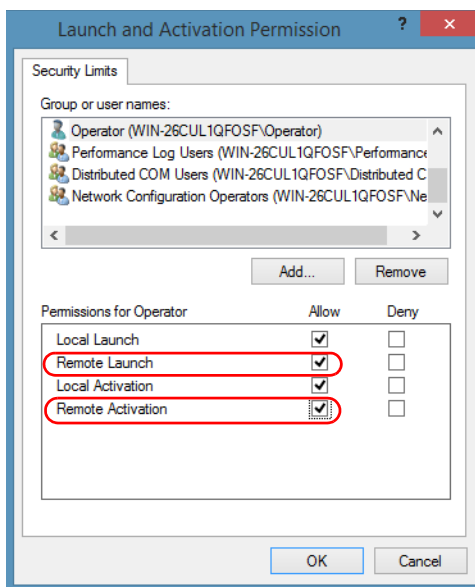 Launch and Activation Permission ? ×
Security Limits
Group or user names:
Operator (WIN-26CUL1QFOSF\Operator)
Performance Log Users (WIN-26CUL1QFOSF\Performance
Distributed COM Users (WIN-26CUL1QFOSF\Distributed C
Network Configuration Operators (WIN-26CUL1QFOSF\Ne
Add... Remove
Permissions for Operator Allow Deny
Local Launch
Remote Launch
Local Activation
Remote Activation
OK Cancel